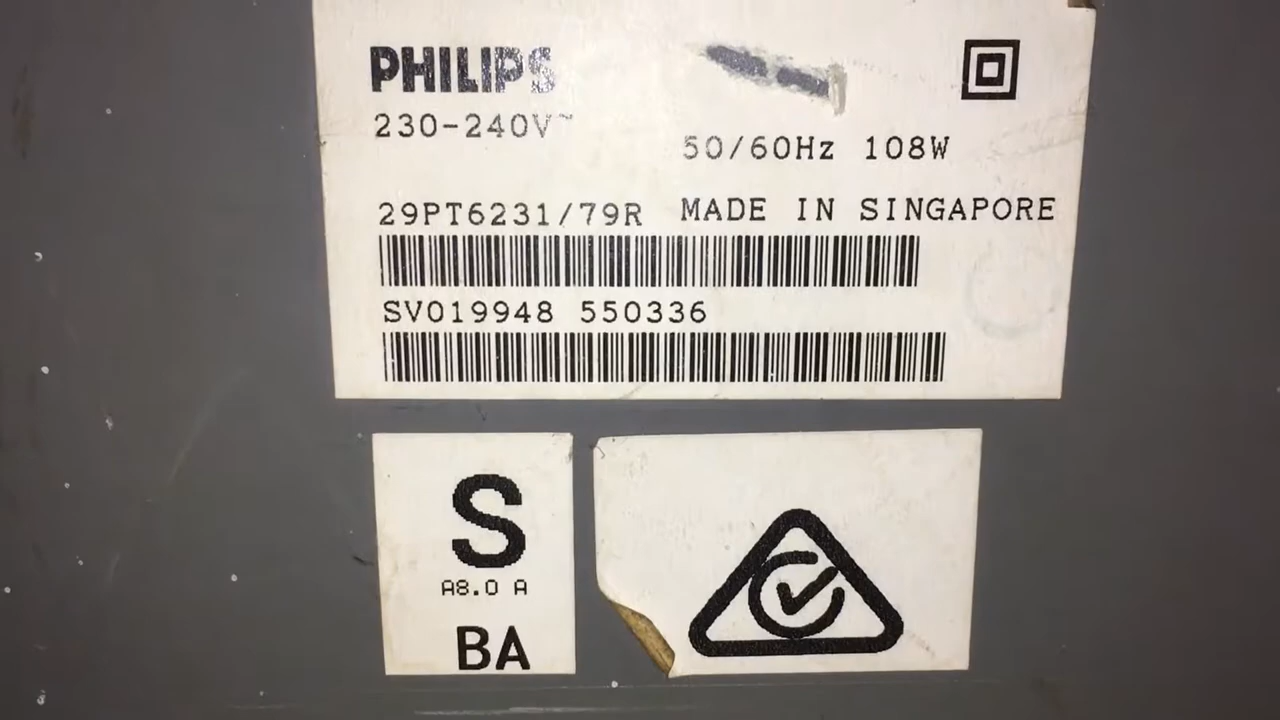 PHILIPS
230-240V~
50/60Hz 108W
29PT6231/79R MADE IN SINGAPORE
SV019948 550336
S
A8.0 A
BA